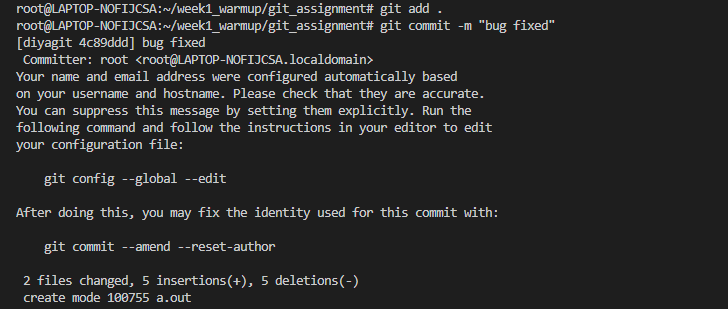 root@LAPTOP-NOFIJCSA:~/week1_warmup/git_assignment# git add .
root@LAPTOP-NOFIJCSA:~/week1_warmup/git_assignment# git commit -m "bug fixed"
[diyagit 4c89ddd] bug fixed
 Committer: root <root@LAPTOP-NOFIJCSA.localdomain>
Your name and email address were configured automatically based
on your username and hostname. Please check that they are accurate.
You can suppress this message by setting them explicitly. Run the
following command and follow the instructions in your editor to edit
your configuration file:

    git config --global --edit

After doing this, you may fix the identity used for this commit with:

    git commit --amend --reset-author

 2 files changed, 5 insertions(+), 5 deletions(-)
 create mode 100755 a.out